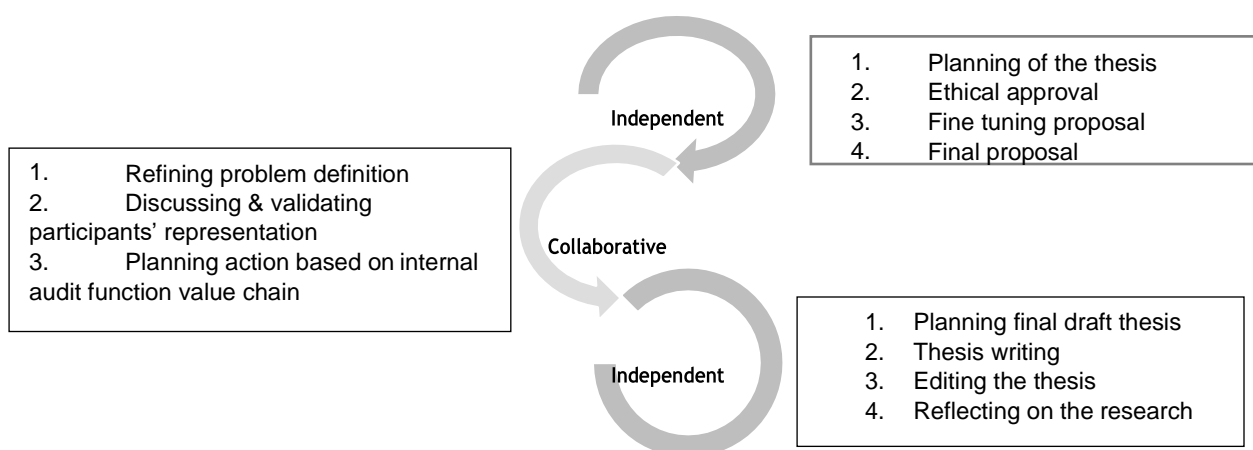 Independent
1. Planning of the thesis
2. Ethical approval
3. Fine tuning proposal
4. Final proposal
1. Refining problem definition
2. Discussing & validating
participants’ representation
3. Planning action based on internal
audit function value chain
Collaborative
Independent
1. Planning final draft thesis
2. Thesis writing
3. Editing the thesis
4. Reflecting on the research